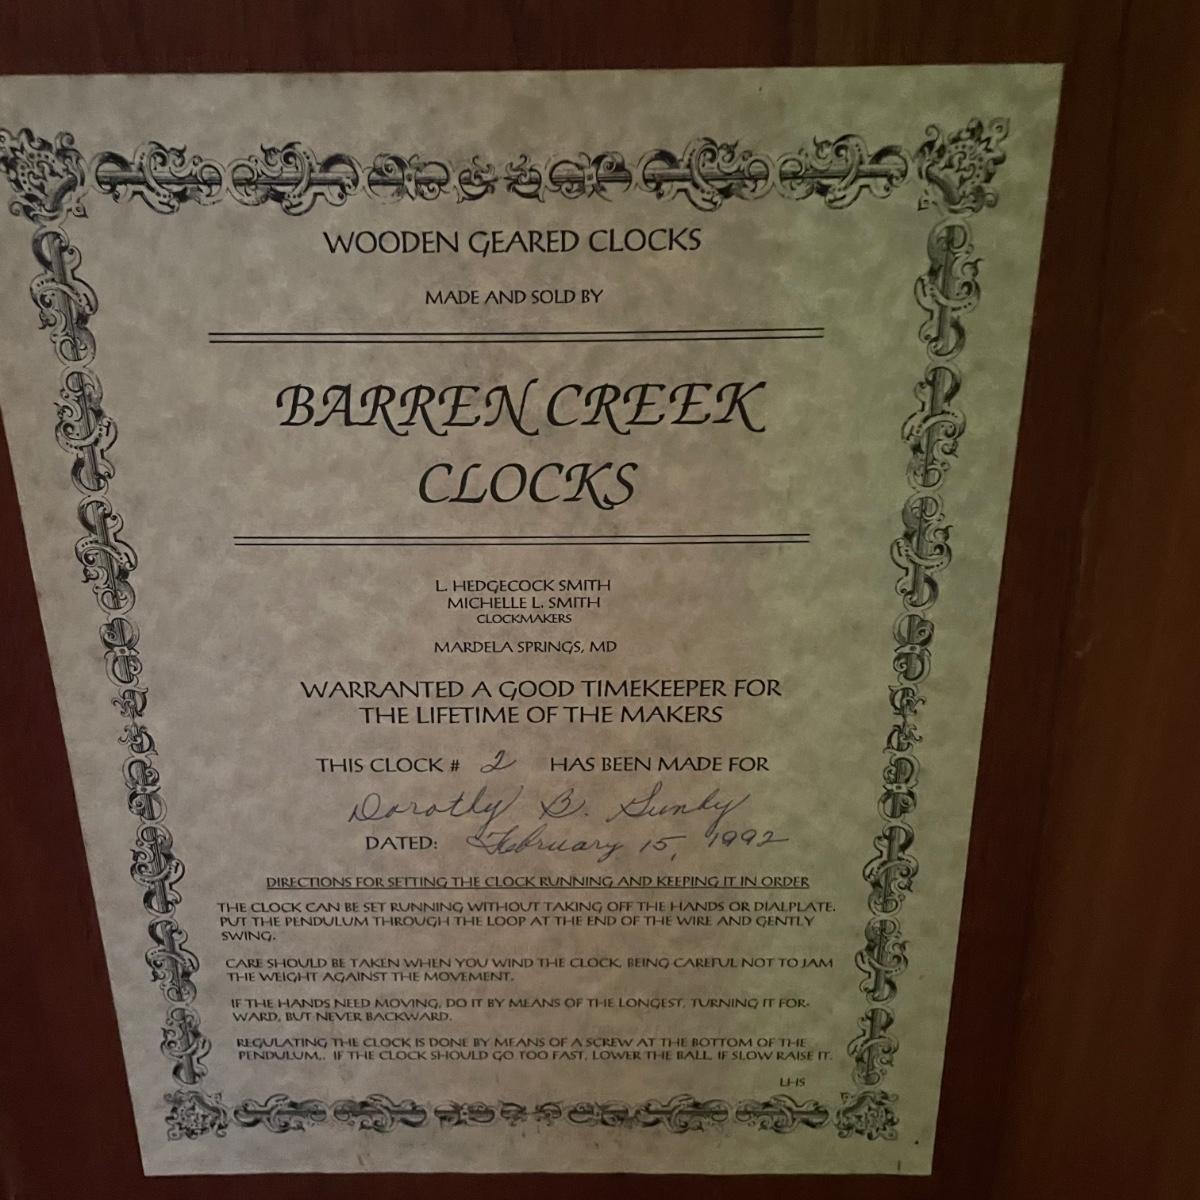 WOODEN GEARED CLOCKS
MADE AND SOLD BY
BARREN CREEK
CLOCKS
L. HEDGECOCK SMITH
MICHELLE L. SMITH
CLOCKMAKERS
MARDELA SPRINGS, MD
WARRANTED A GOOD TIMEKEEPER FOR
THE LIFETIME OF THE MAKERS
THIS CLOCK # 2 HAS BEEN MADE FOR
Dorothy B.
DATED: February 15, 1992
DIRECTIONS FOR SETTING THE CLOCK RUNNING AND KEEPING IT IN ORDER
THE CLOCK CAN BE SET RUNNING WITHOUT TAKING OFF THE HANDS OR DIALPLATE.
PUT THE PENDULUM THROUGH THE LOOP AT THE END OF THE WIRE AND GENTLY
SWING.
CARE SHOULD BE TAKEN WHEN YOU WIND THE CLOCK, BEING CAREFUL NOT TO JAM
THE WEIGHT AGAINST THE MOVEMENT.
IF THE HANDS NEED MOVING, DO IT BY MEANS OF THE LONGEST, TURNING IT FOR-
WARD, BUT NEVER BACKWARD.
REGULATING THE CLOCK IS DONE BY MEANS OF A SCREW AT THE BOTTOM OF THE
PENDULUM.. IF THE CLOCK SHOULD GO TOO FAST, LOWER THE BALL, IF SLOW RAISE IT.
LHS